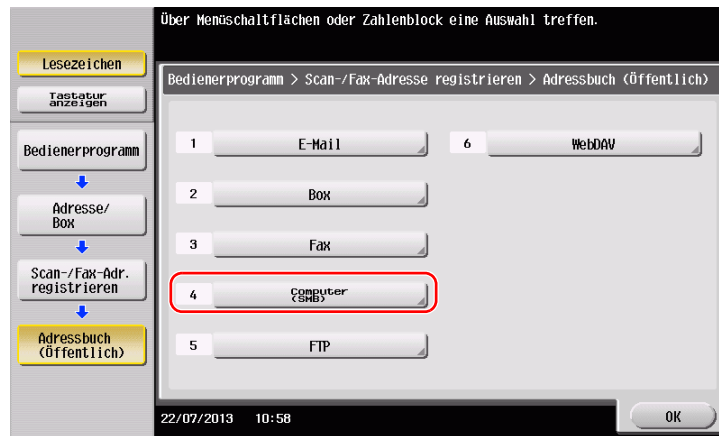 Über Menüschaltflächen oder Zahlenblock eine Auswahl treffen.
Lesezeichen
Tastatur
anzeigen
Bedienerprogramm
Adresse/
Box
Scan-/Fax-Adr.
registrieren
Adressbuch
(Öffentlich)
Bedienerprogramm > Scan-/Fax-Adresse registrieren > Adressbuch (Öffentlich)
1 E-Mail
2 Box
3 Fax
4 Computer
(SMB)
5 FTP
6 WebDAV
22/07/2013 10:58
OK